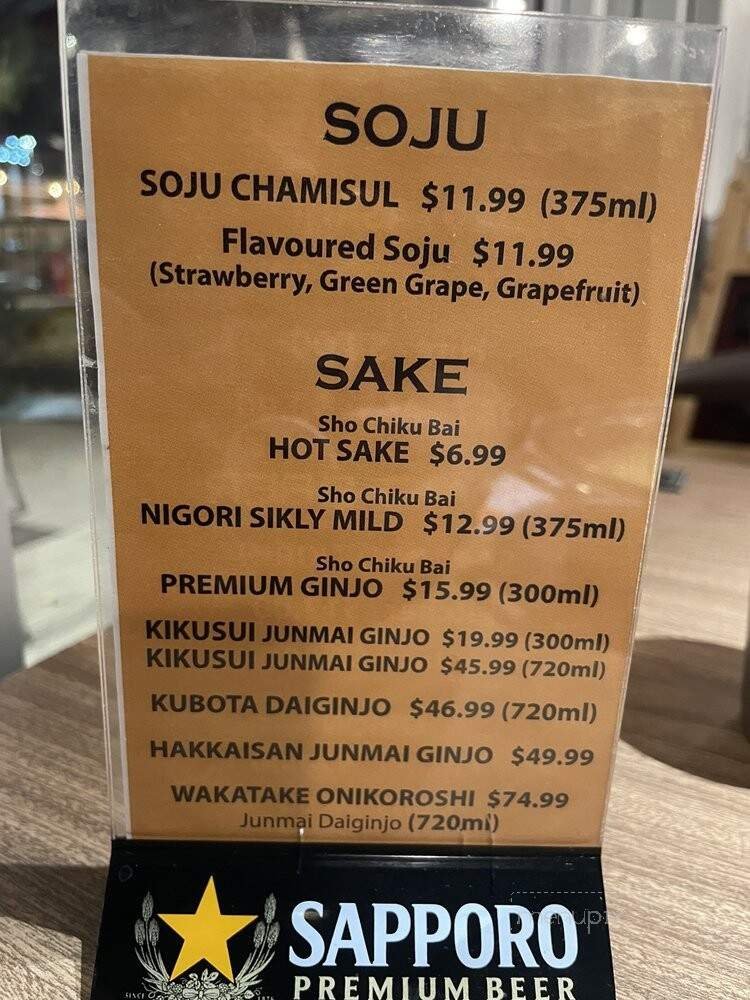 SOJU
SOJU CHAMISUL $11.99 (375ml)
Flavoured Soju $11.99
(Strawberry, Green Grape, Grapefruit)
SAKE
Sho Chiku Bai
HOT SAKE $6.99
Sho Chiku Bai
NIGORI SIKLY MILD $12.99 (375ml)
Sho Chiku Bai
PREMIUM GINJO $15.99 (300ml)
KIKUSUI JUNMAI GINJO $19.99 (300ml)
KIKUSUI JUNMAI GINJO $45.99 (720ml)
KUBOTA DAIGINJO $46.99 (720ml)
HAKKAISAN JUNMAI GINJO $49.99
WAKATAKE ONIKOROSHI $74.99
Junmai Daiginjo (720ml)
SAPPORO
PREMIUM BEER
SINCE 1876